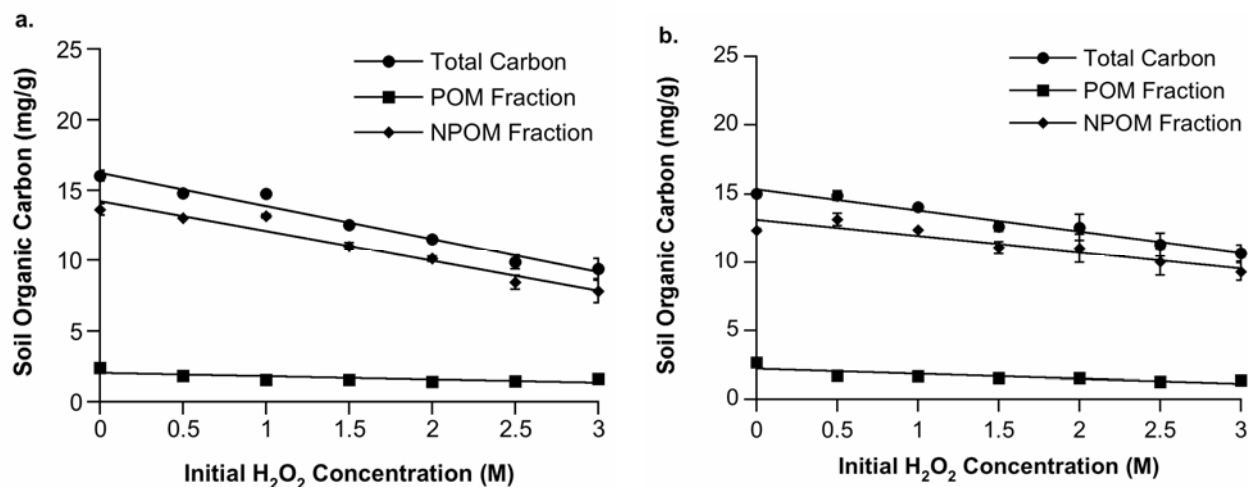 a.
Soil Organic Carbon (mg/g)
25
20
15
10
5
0
Total Carbon
POM Fraction
NPOM Fraction
0 0.5 1 1.5 2 2.5 3
Initial H₂O₂ Concentration (M)
b.
Soil Organic Carbon (mg/g)
25
20
15
10
5
0
Total Carbon
POM Fraction
NPOM Fraction
0 0.5 1 1.5 2 2.5 3
Initial H₂O₂ Concentration (M)